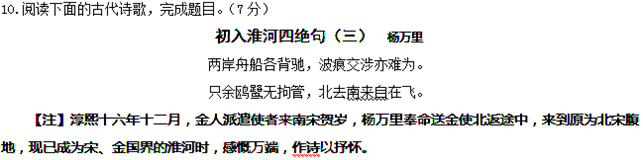 10.阅读下面的古代诗歌，完成题目。（7 分）
初入淮河四绝句（三） 杨万里
两岸舟船各背驰，波痕交涉亦难为。
只余鸥鹭无拘管，北去南来自在飞。
【注】淳熙十六年十二月，金人派遣使者来南宋贺岁，杨万里奉命送金使北返途中，来到原为北宋腹
地，现已成为宋、金国界的淮河时，感慨万端，作诗以抒怀。